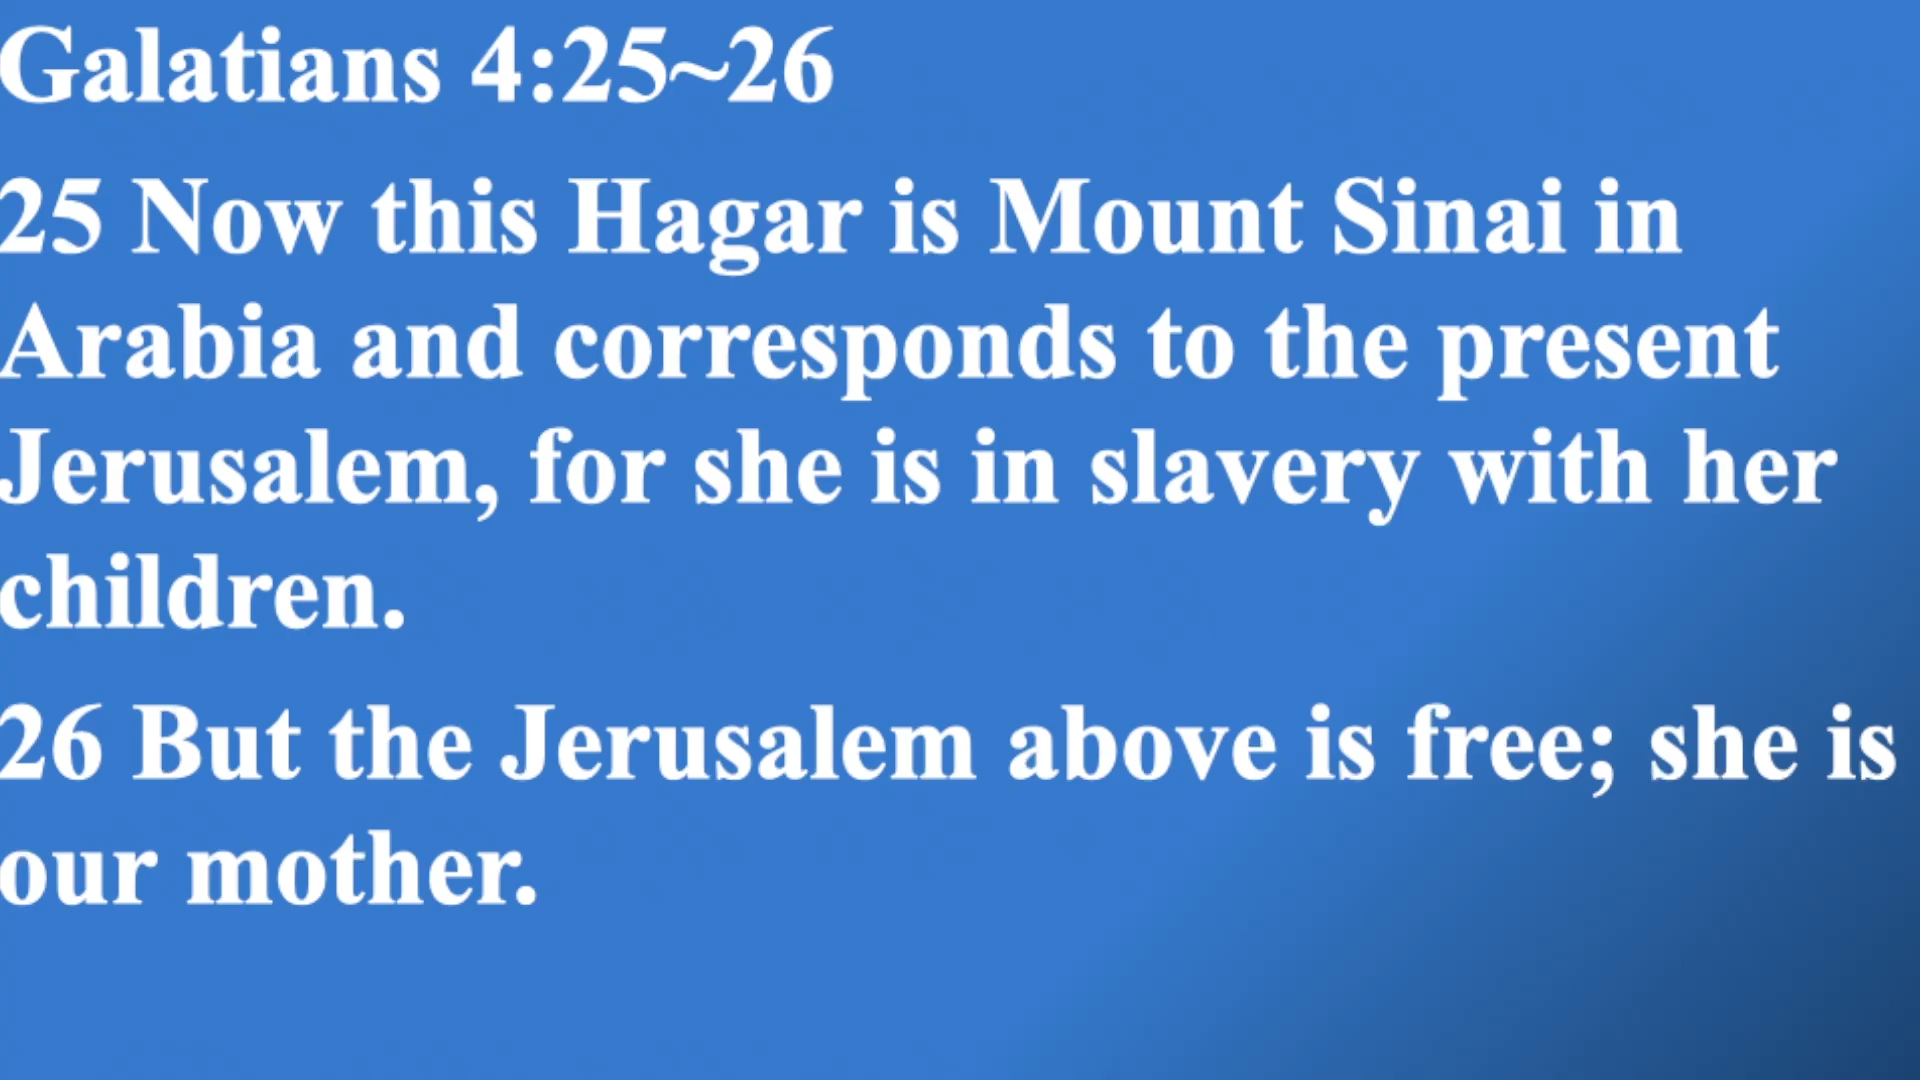 Galatians 4:25~26
25 Now this Hagar is Mount Sinai in
Arabia and corresponds to the present
Jerusalem, for she is in slavery with her
children.
26 But the Jerusalem above is free; she is
our mother.